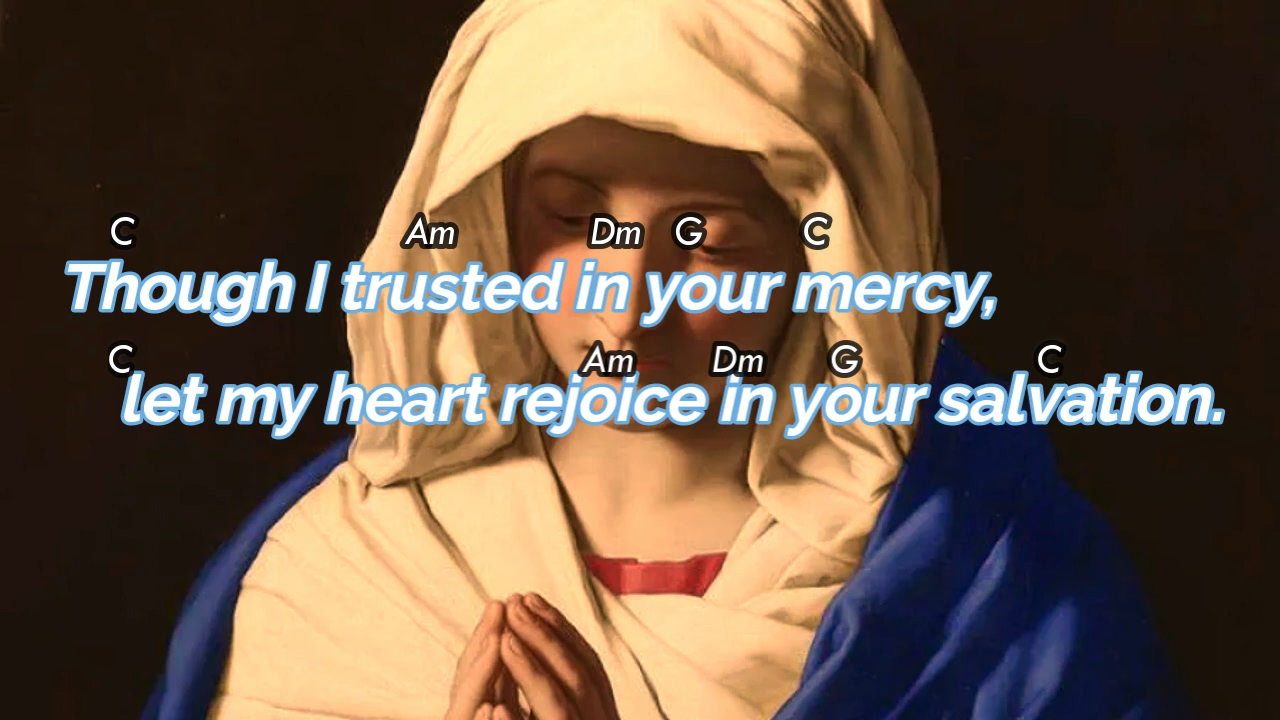 C Am Dm G C
Though I trusted in your mercy,
C Am Dm G C
let my heart rejoice in your salvation.